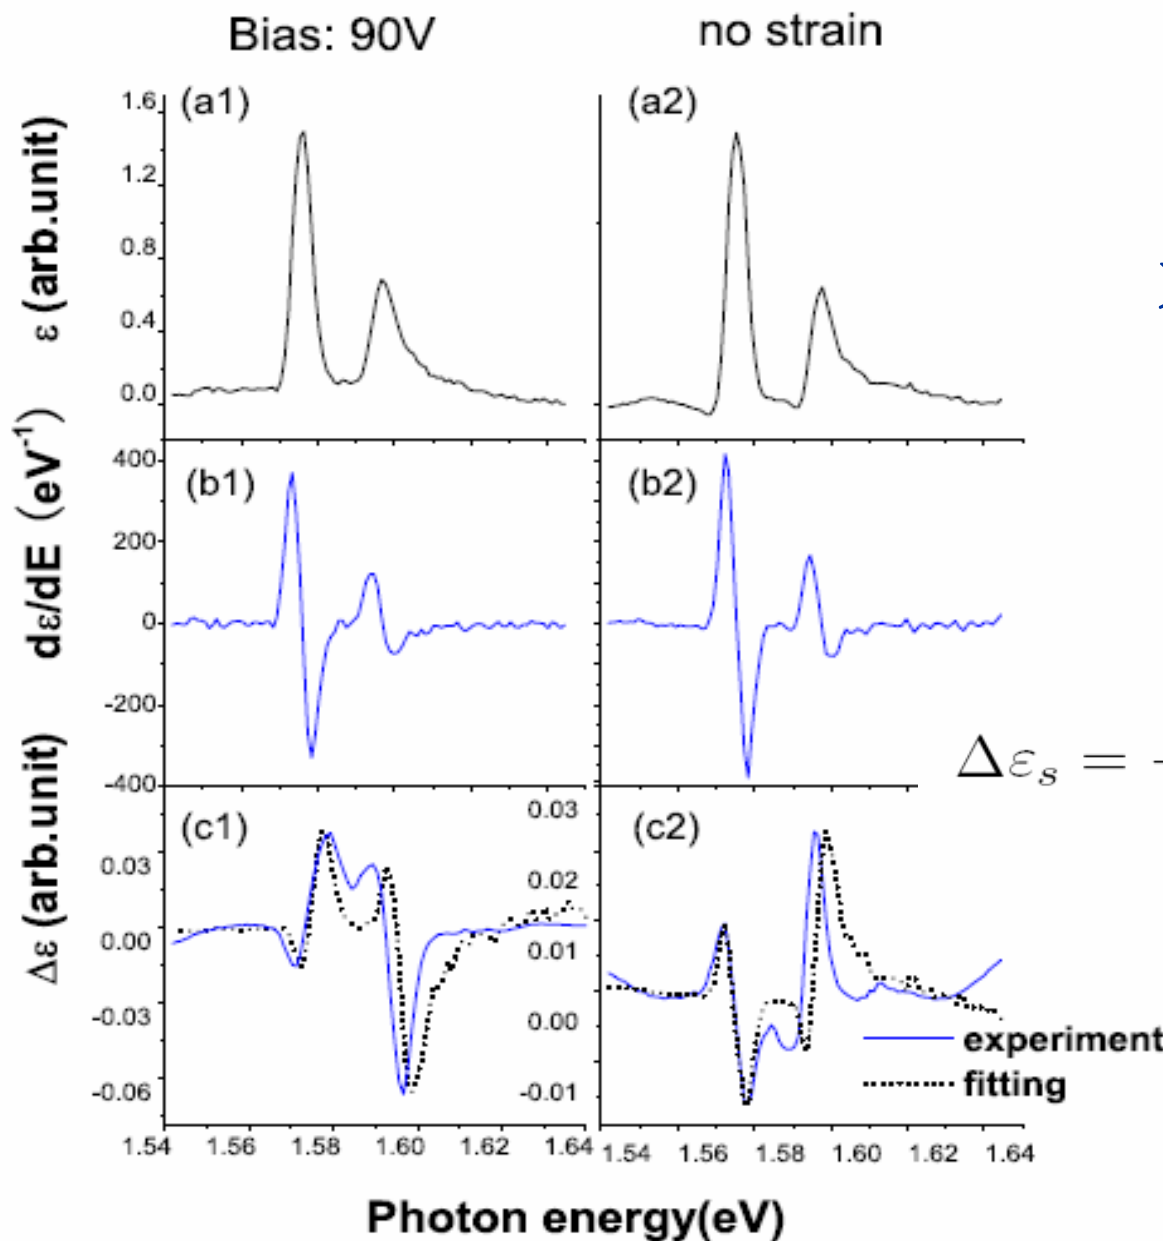 Bias: 90V
no strain
(a1)
(a2)
ε (arb.unit)
1.6
1.2
0.8
0.4
0.0
(b1)
(b2)
dε/dE (eV⁻¹)
400
200
0
-200
-400
Δε_s = -
(c1)
(c2)
Δε (arb.unit)
0.03
0.00
-0.03
-0.06
0.03
0.02
0.01
0.00
-0.01
experiment
fitting
1.54 1.56 1.58 1.60 1.64
1.54 1.56 1.58 1.60 1.62 1.64
Photon energy(eV)